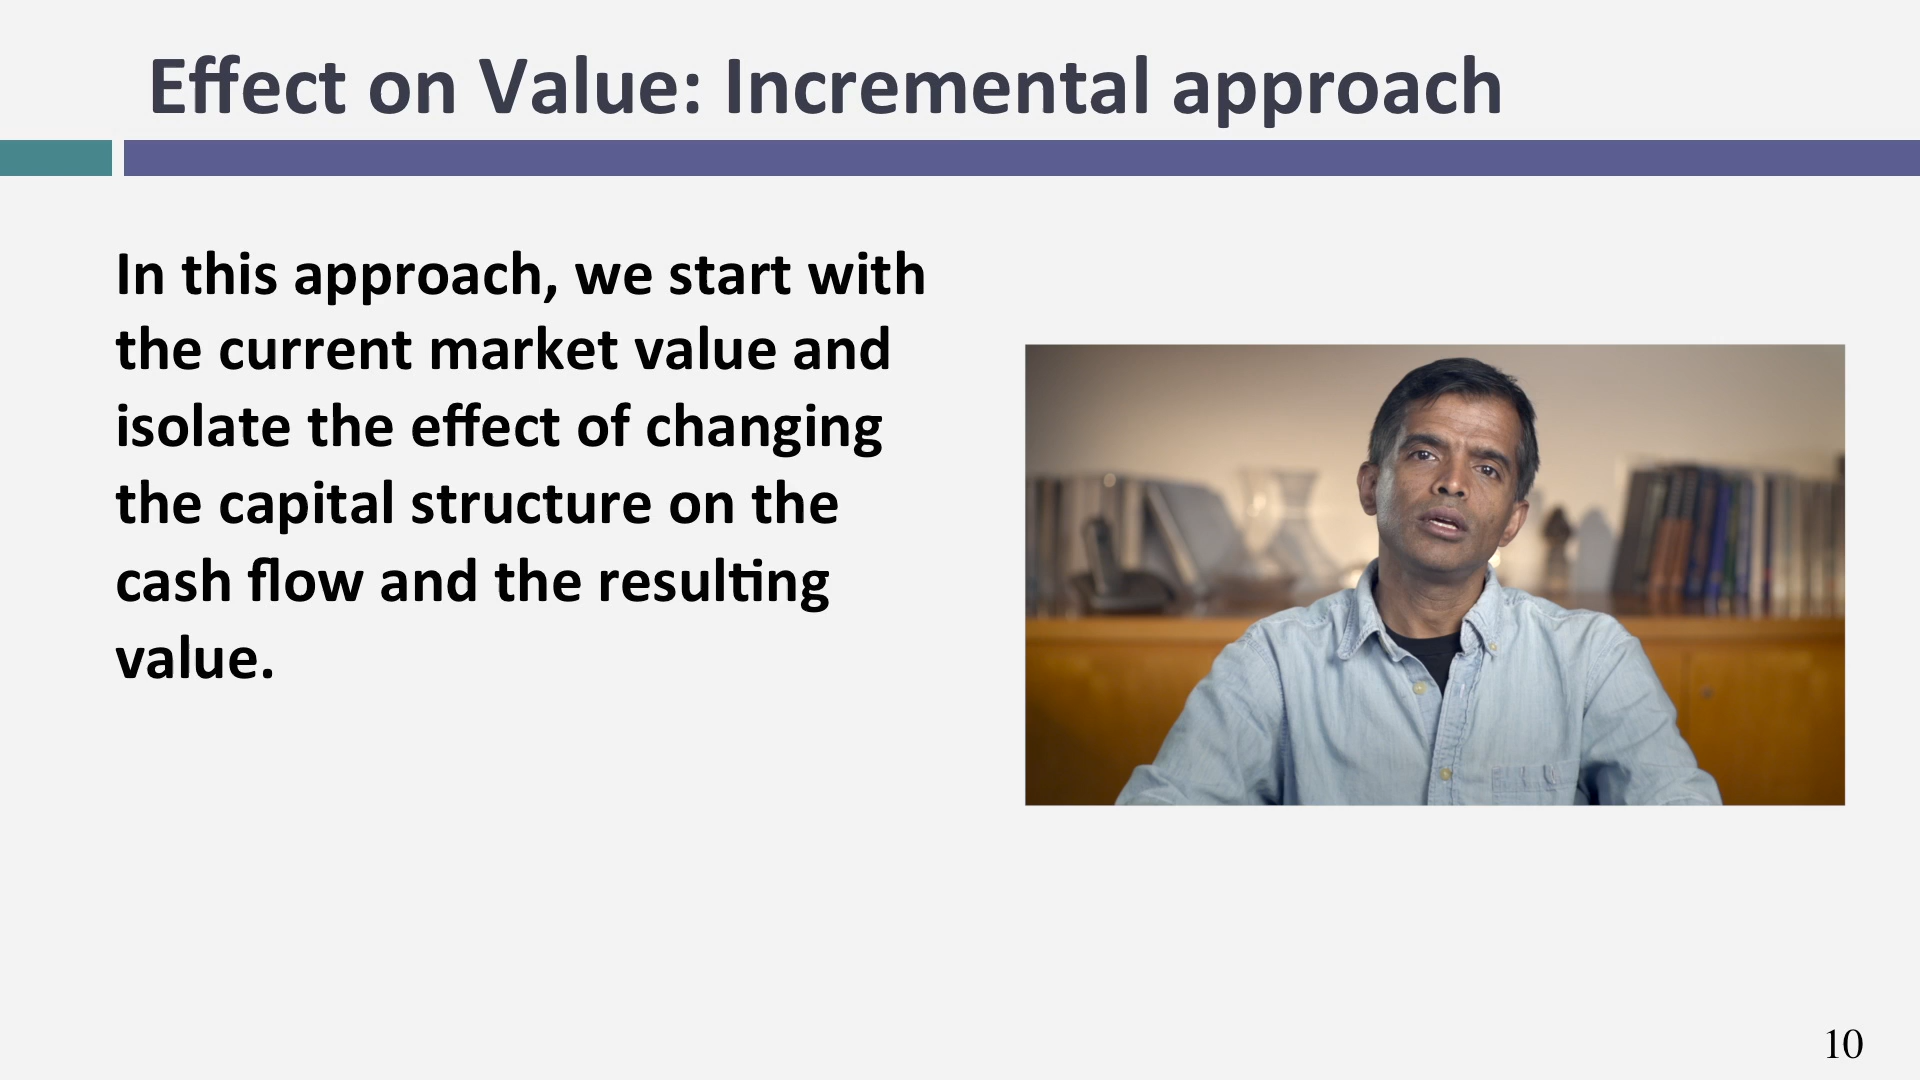 Effect on Value: Incremental approach
In this approach, we start with
the current market value and
isolate the effect of changing
the capital structure on the
cash flow and the resulting
value.
10